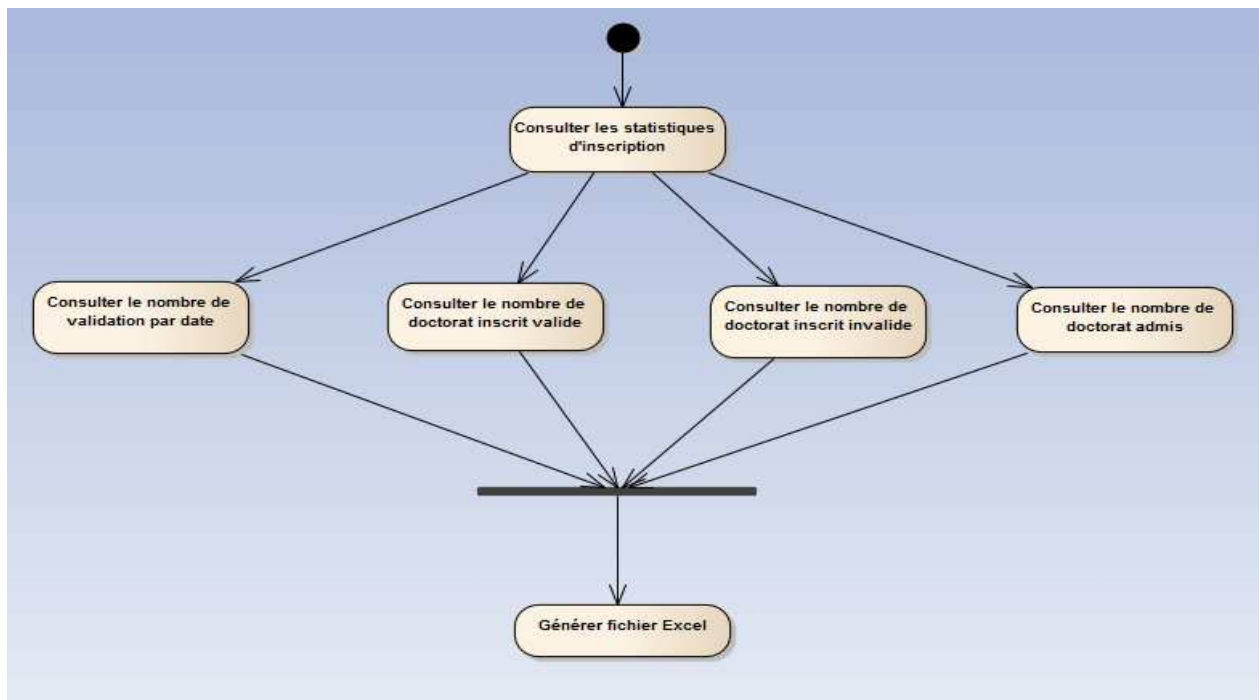 Consulter les statistiques
d'inscription
Consulter le nombre de
validation par date
Consulter le nombre de
doctorat inscrit valide
Consulter le nombre de
doctorat inscrit invalide
Consulter le nombre de
doctorat admis
Générer fichier Excel